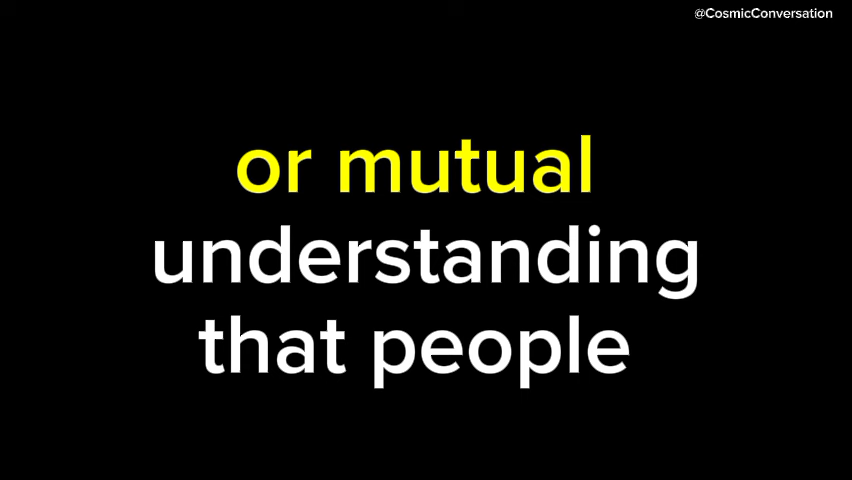 @CosmicConversation
or mutual
understanding
that people